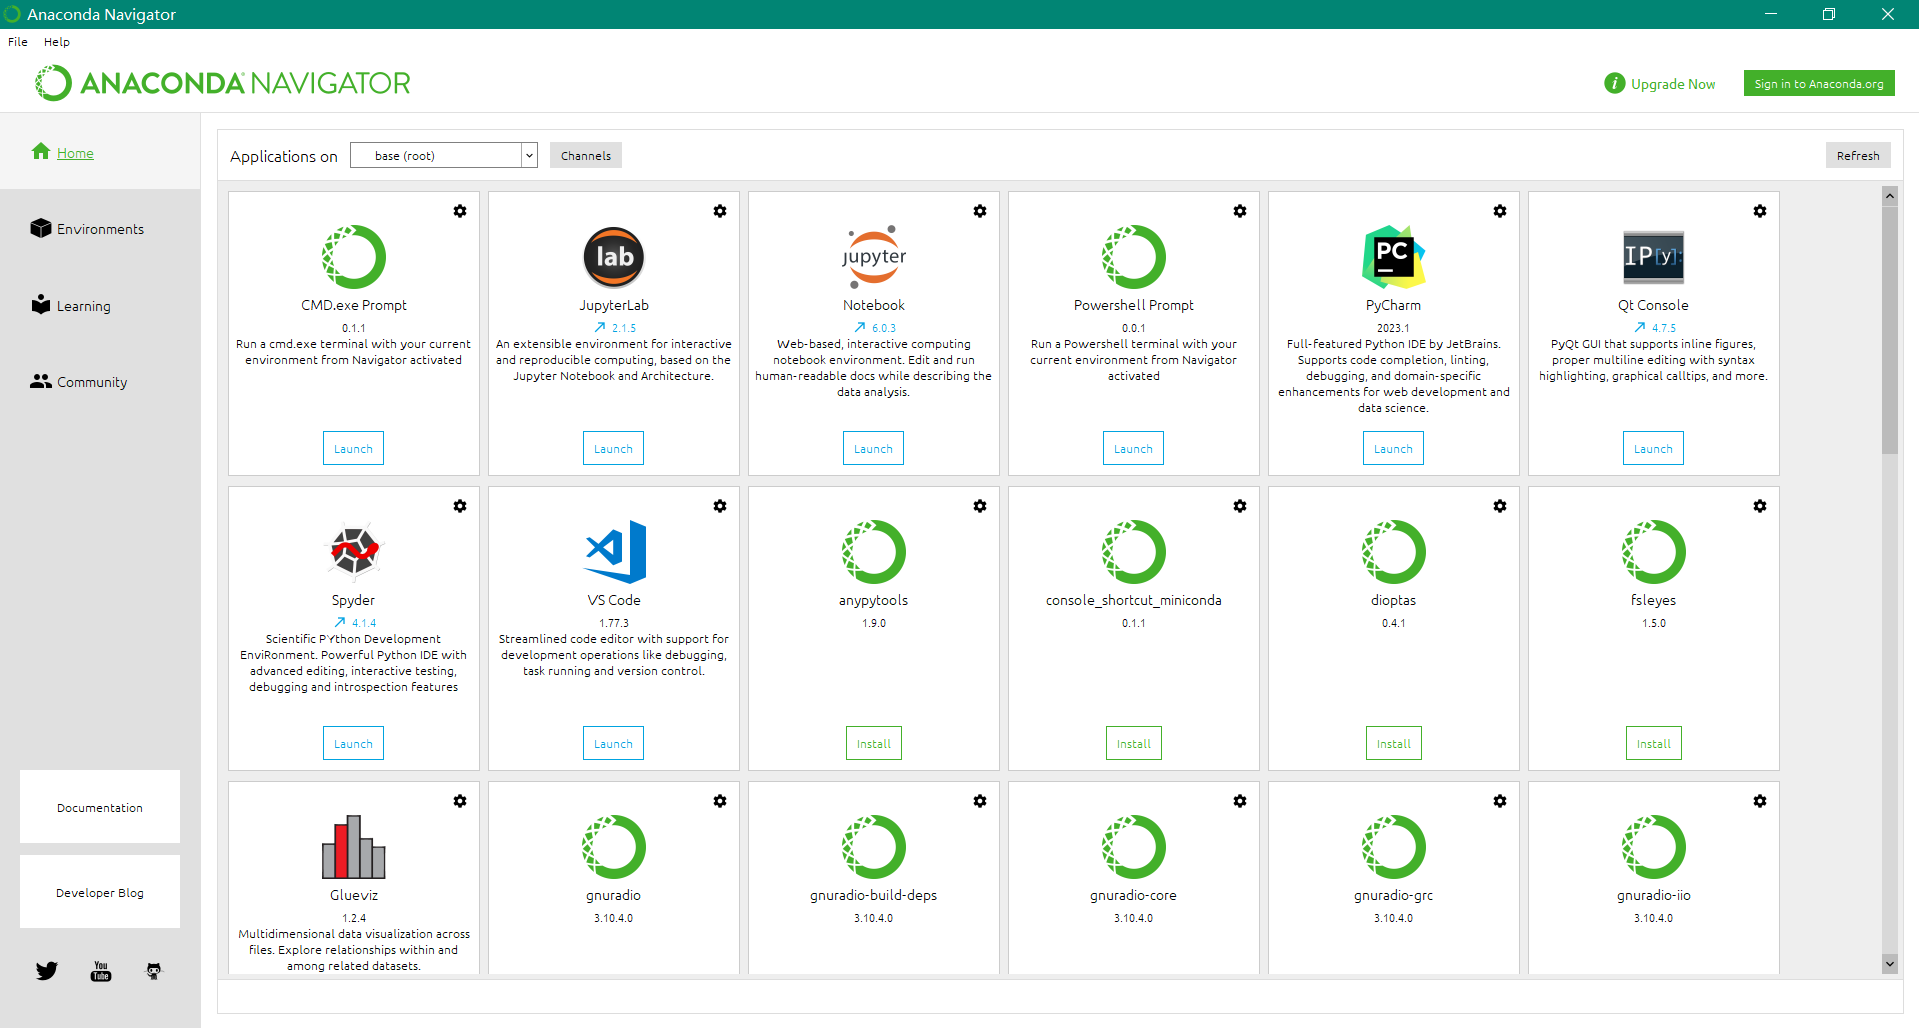 Anaconda Navigator
File Help
ANACONDA NAVIGATOR
i Upgrade Now
Sign in to Anaconda.org
Home
Environments
Learning
Community
Documentation
Developer Blog
You
Tube
Applications on base (root) Channels Refresh
CMD.exe Prompt
0.1.1
Run a cmd.exe terminal with your current
environment from Navigator activated
Launch
lab
JupyterLab
2.1.5
An extensible environment for interactive
and reproducible computing, based on the
Jupyter Notebook and Architecture.
Launch
jupyter
Notebook
6.0.3
Web-based, interactive computing
notebook environment. Edit and run
human-readable docs while describing the
data analysis.
Launch
Powershell Prompt
0.0.1
Run a Powershell terminal with your
current environment from Navigator
activated
Launch
PC
PyCharm
2023.1
Full-featured Python IDE by JetBrains.
Supports code completion, linting,
debugging, and domain-specific
enhancements for web development and
data science.
Launch
IP[y]:
Qt Console
4.7.5
PyQt GUI that supports inline figures,
proper multiline editing with syntax
highlighting, graphical calltips, and more.
Launch
Spyder
4.1.4
Scientific PYthon Development
EnviRonment. Powerful Python IDE with
advanced editing, interactive testing,
debugging and introspection features
Launch
VS Code
1.77.3
Streamlined code editor with support for
development operations like debugging,
task running and version control.
Launch
anypytools
1.9.0
Install
console_shortcut_miniconda
0.1.1
Install
dioptas
0.4.1
Install
fsleyes
1.5.0
Install
Glueviz
1.2.4
Multidimensional data visualization across
files. Explore relationships within and
among related datasets.
gnuradio
3.10.4.0
gnuradio-build-deps
3.10.4.0
gnuradio-core
3.10.4.0
gnuradio-grc
3.10.4.0
gnuradio-iio
3.10.4.0